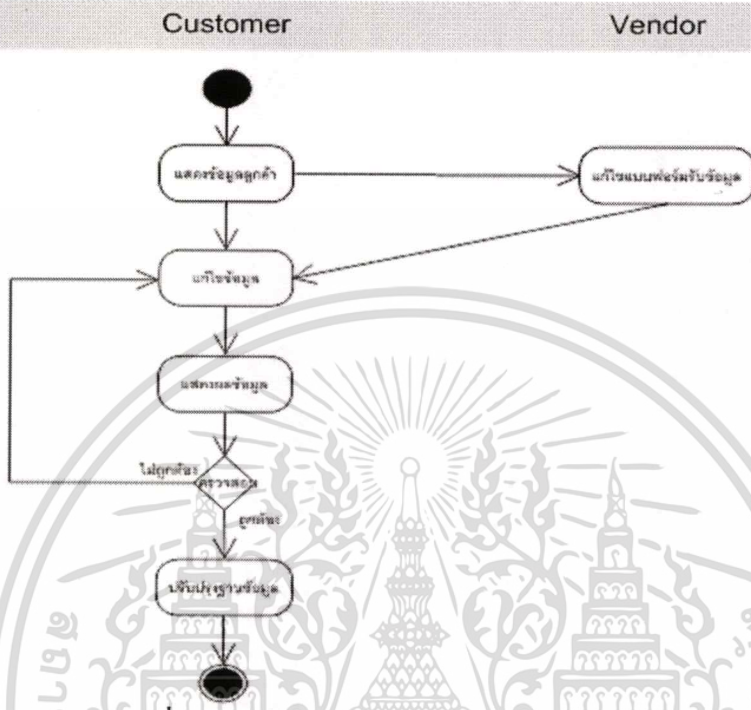 Customer
Vendor
แสดงข้อมูลลูกค้า
แก้ไขแบบฟอร์มรับข้อมูล
แก้ไขข้อมูล
แสดงผลข้อมูล
ไม่ถูกต้อง
ตรวจสอบ
ถูกต้อง
ปรับปรุงฐานข้อมูล